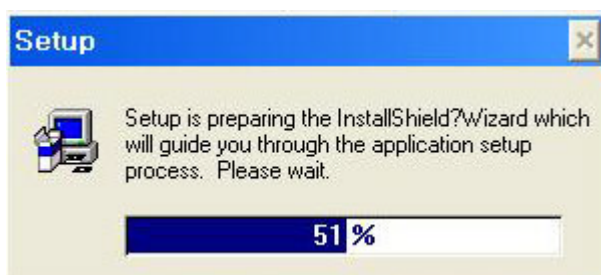 Setup
Setup is preparing the InstallShield?Wizard which
will guide you through the application setup
process.  Please wait.
51 %